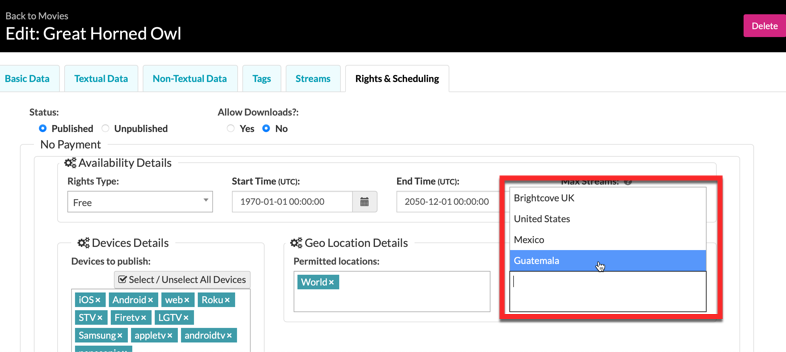 Back to Movies
Edit: Great Horned Owl
Delete
Basic Data
Textual Data
Non-Textual Data
Tags
Streams
Rights & Scheduling
Status:
Allow Downloads?:
Published
Unpublished
Yes
No
No Payment
Availability Details
Rights Type:
Start Time (UTC):
End Time (UTC):
Max Streams:
Free
1970-01-01 00:00:00
2050-12-01 00:00:00
Brightcove UK
United States
Mexico
Guatemala
Devices Details
Devices to publish:
Select / Unselect All Devices
iOS× Android× web× Roku×
STV× Firetv× LGTV×
Samsung× appletv× androidtv×
Geo Location Details
Permitted locations:
World×